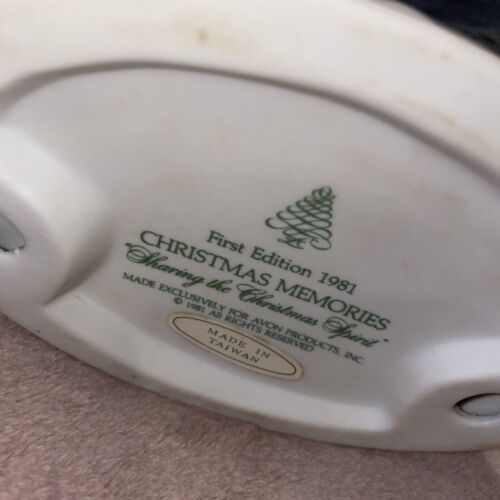 First Edition 1981
CHRISTMAS MEMORIES
"Sharing the Christmas Spirit"
MADE EXCLUSIVELY FOR AVON PRODUCTS, INC.
© 1981 All RIGHTS RESERVED
MADE IN
TAIWAN